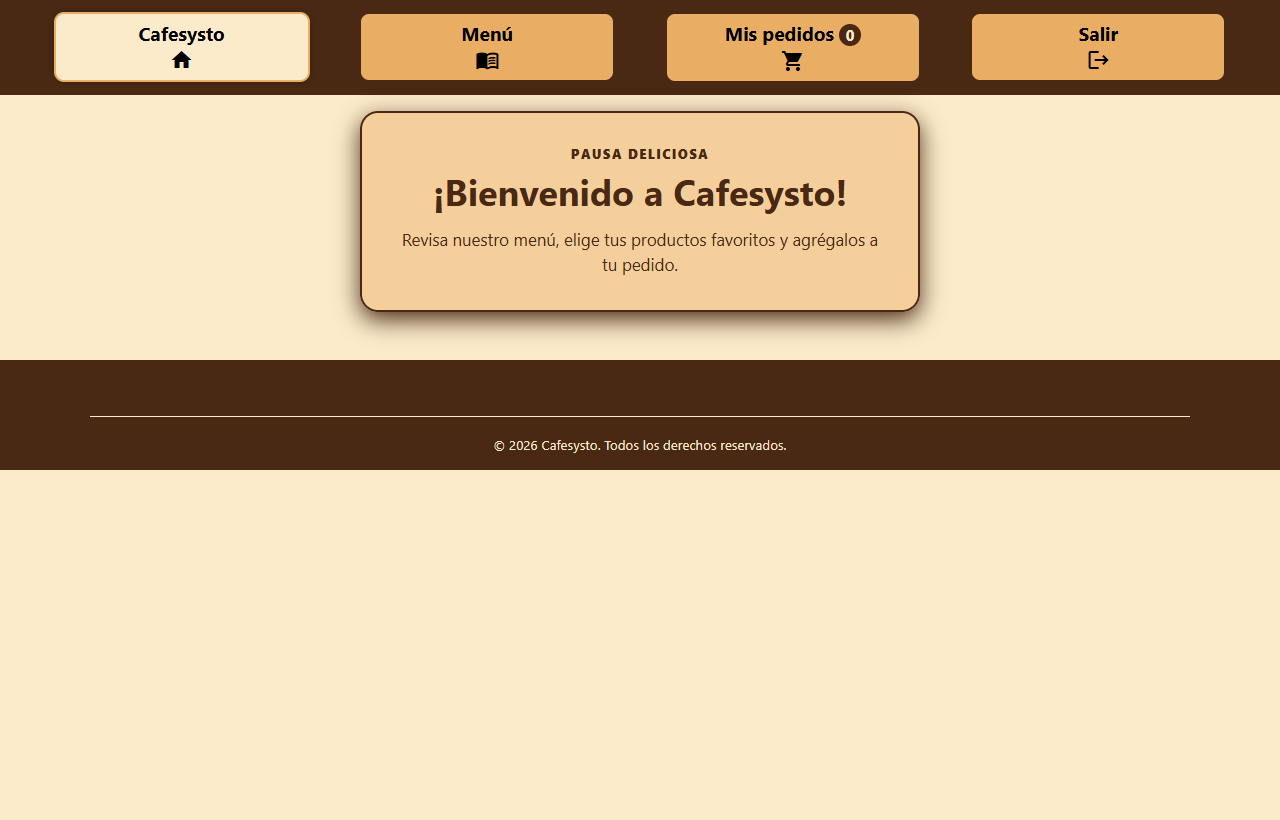 Cafesysto
Menú
Mis pedidos 0
Salir
PAUSA DELICIOSA
¡Bienvenido a Cafesysto!
Revisa nuestro menú, elige tus productos favoritos y agrégalos a
tu pedido.
© 2026 Cafesysto. Todos los derechos reservados.